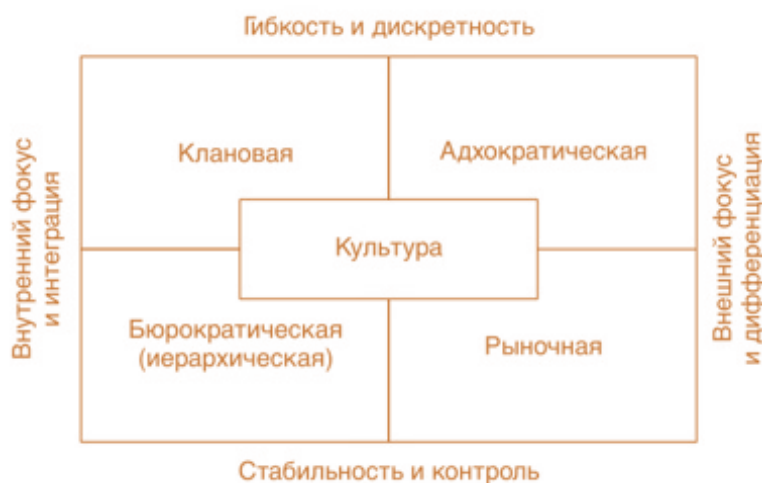 Гибкость и дискретность
Внутренний фокус
и интеграция
Клановая
Адхократическая
Культура
Бюрократическая
(иерархическая)
Рыночная
Внешний фокус
и дифференциация
Стабильность и контроль